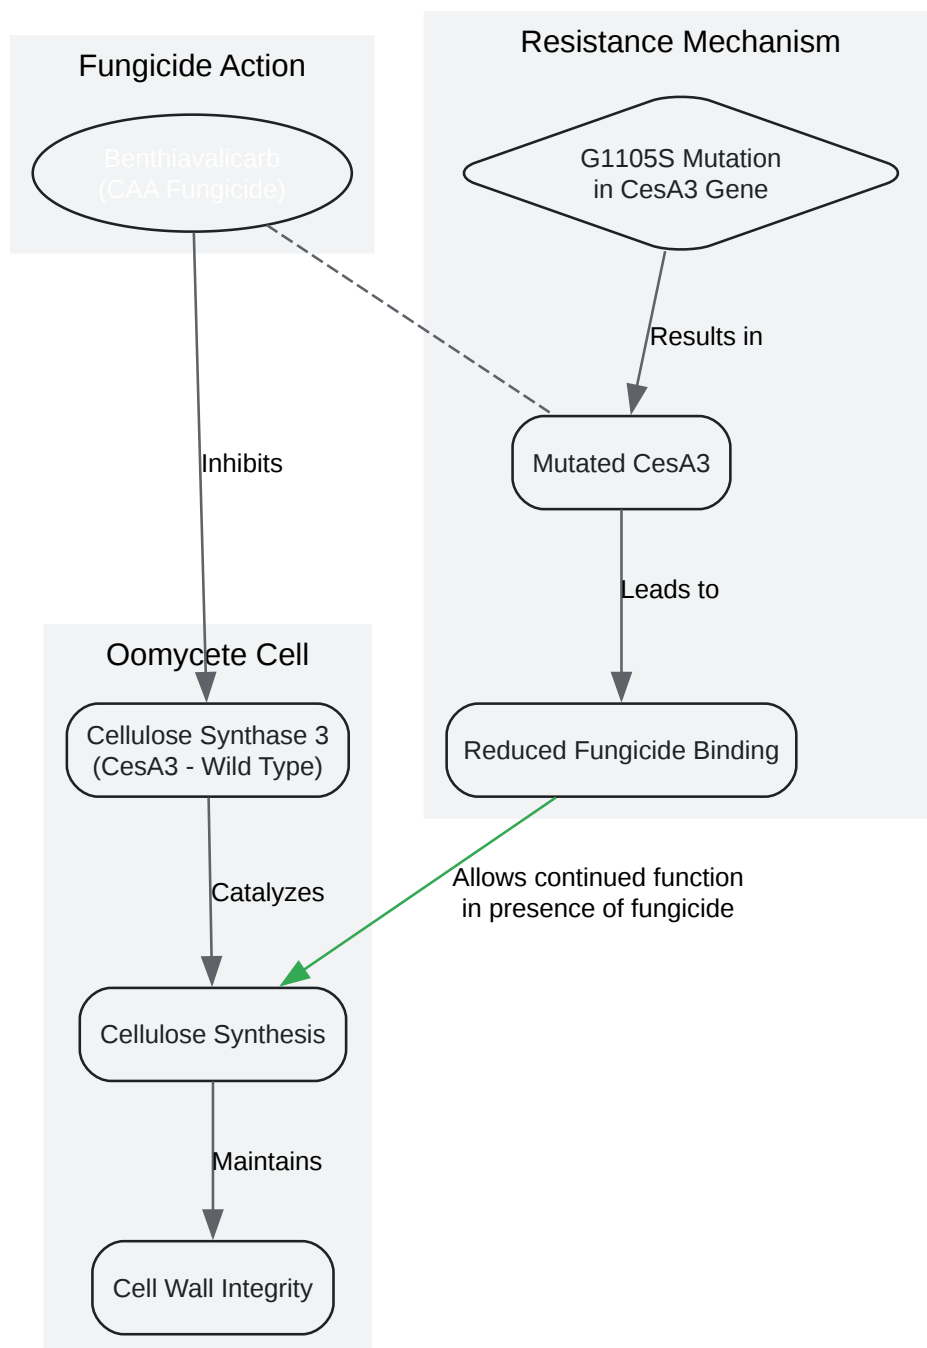 Fungicide Action
Resistance Mechanism
Benthiavalicarb
(CAA Fungicide)
G1105S Mutation
in CesA3 Gene
Results in
Mutated CesA3
Inhibits
Leads to
Oomycete Cell
Cellulose Synthase 3
(CesA3 - Wild Type)
Reduced Fungicide Binding
Catalyzes
Allows continued function
in presence of fungicide
Cellulose Synthesis
Maintains
Cell Wall Integrity